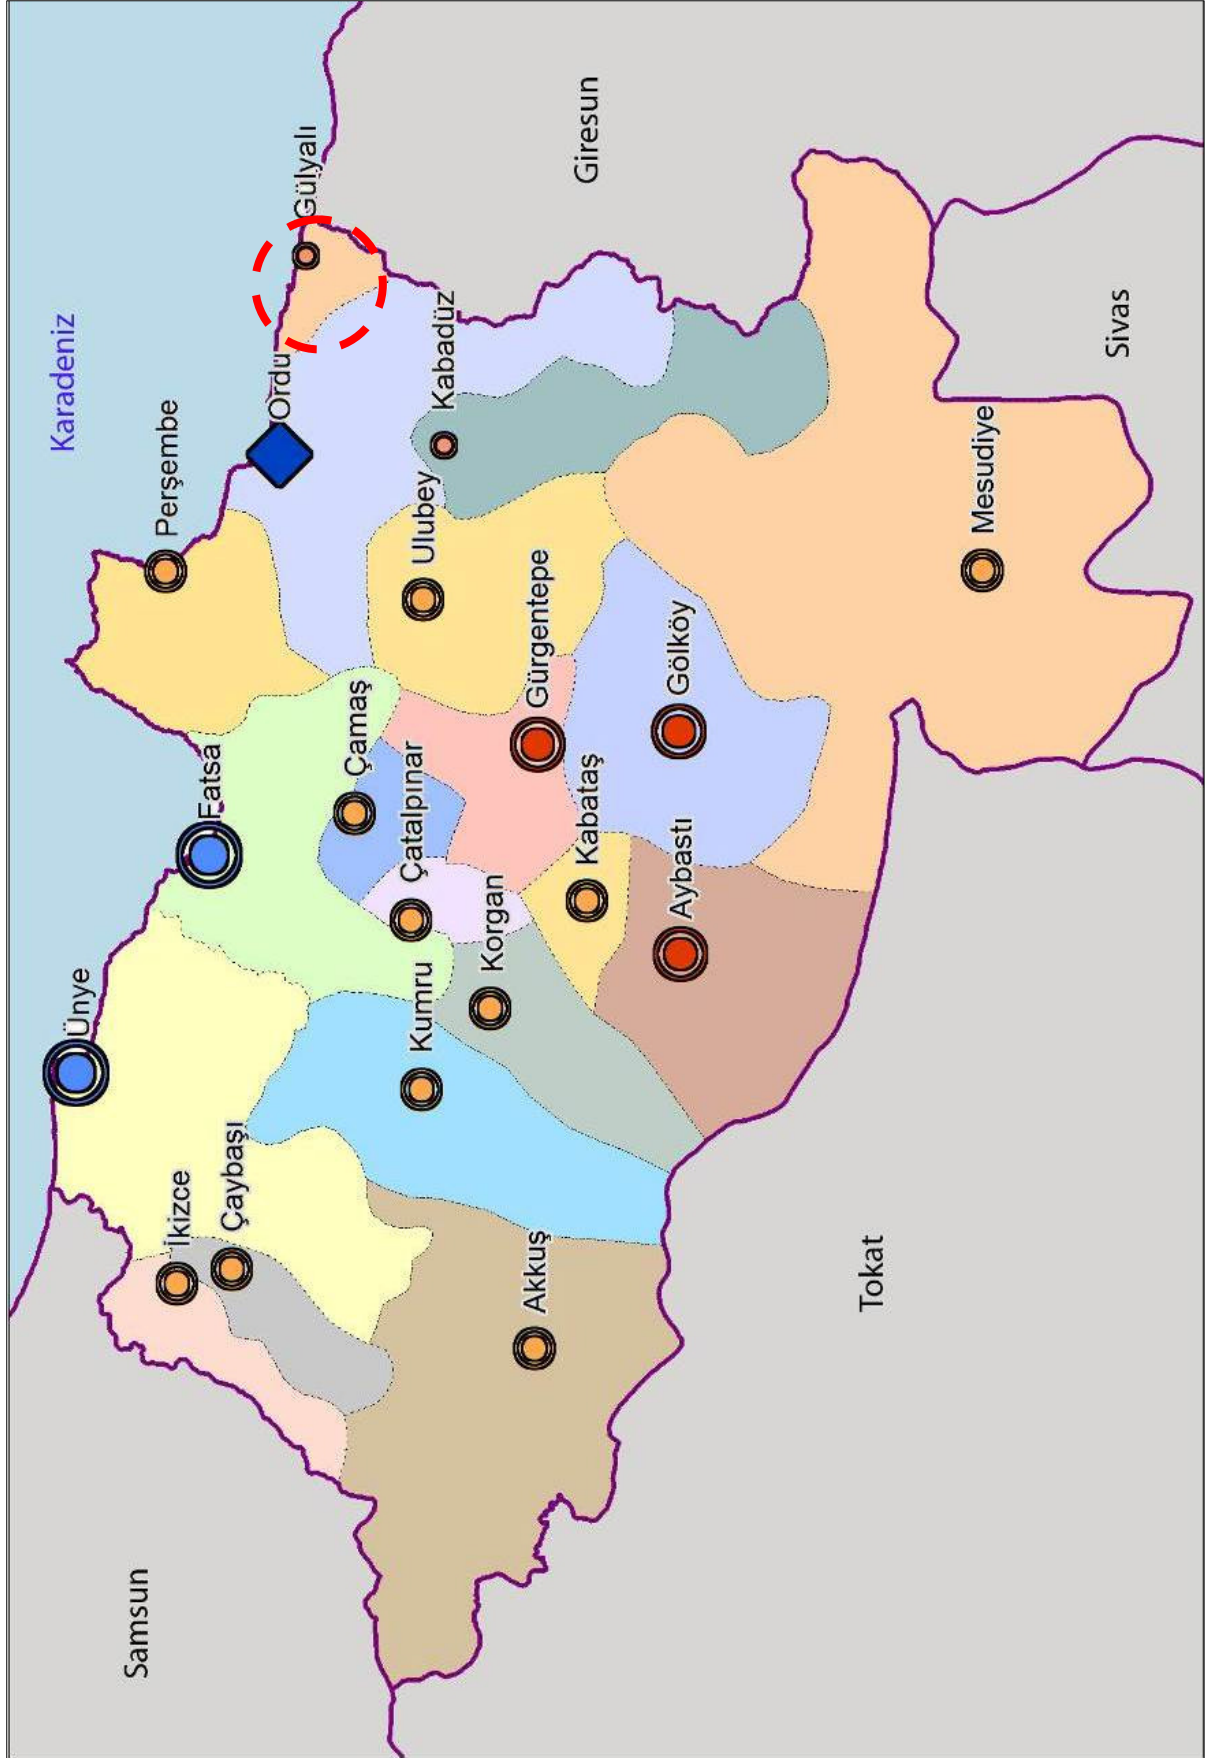 Karadeniz
Perşembe
Ordu
Gülyalı
Giresun
Fatsa
Ünye
Çamaş
Ulubey
Kabadüz
İkizce
Çaybaşı
Çatalpınar
Kumru
Gürgentepe
Korgan
Kabataş
Gölköy
Aybastı
Akkuş
Mesudiye
Samsun
Tokat
Sivas